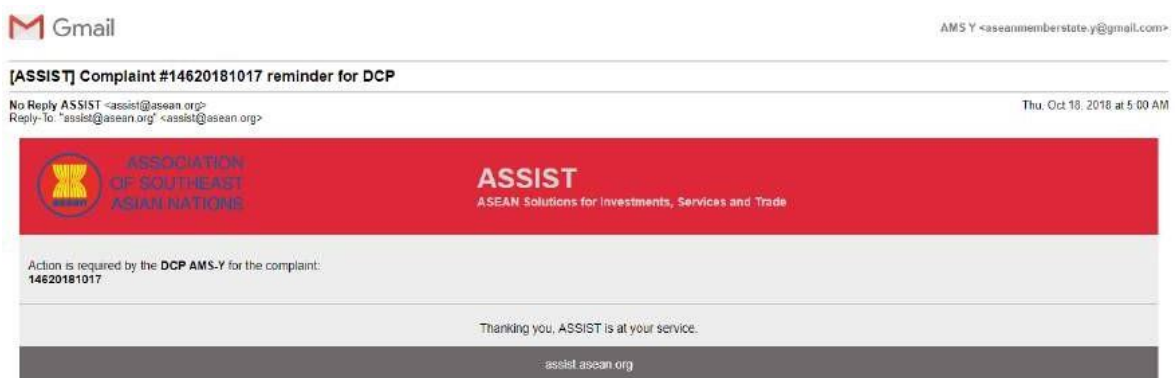 Gmail
AMS Y <aseanmemberstate.y@gmail.com>
[ASSIST] Complaint #14620181017 reminder for DCP
No Reply ASSIST <assist@asean.org>
Thu, Oct 18, 2018 at 5:00 AM
Reply-To: "assist@asean.org" <assist@asean.org>
ASSOCIATION
OF SOUTHEAST
ASIAN NATIONS
ASSIST
ASEAN Solutions for Investments, Services and Trade
Action is required by the DCP AMS-Y for the complaint:
14620181017
Thanking you, ASSIST is at your service.
assist.asean.org